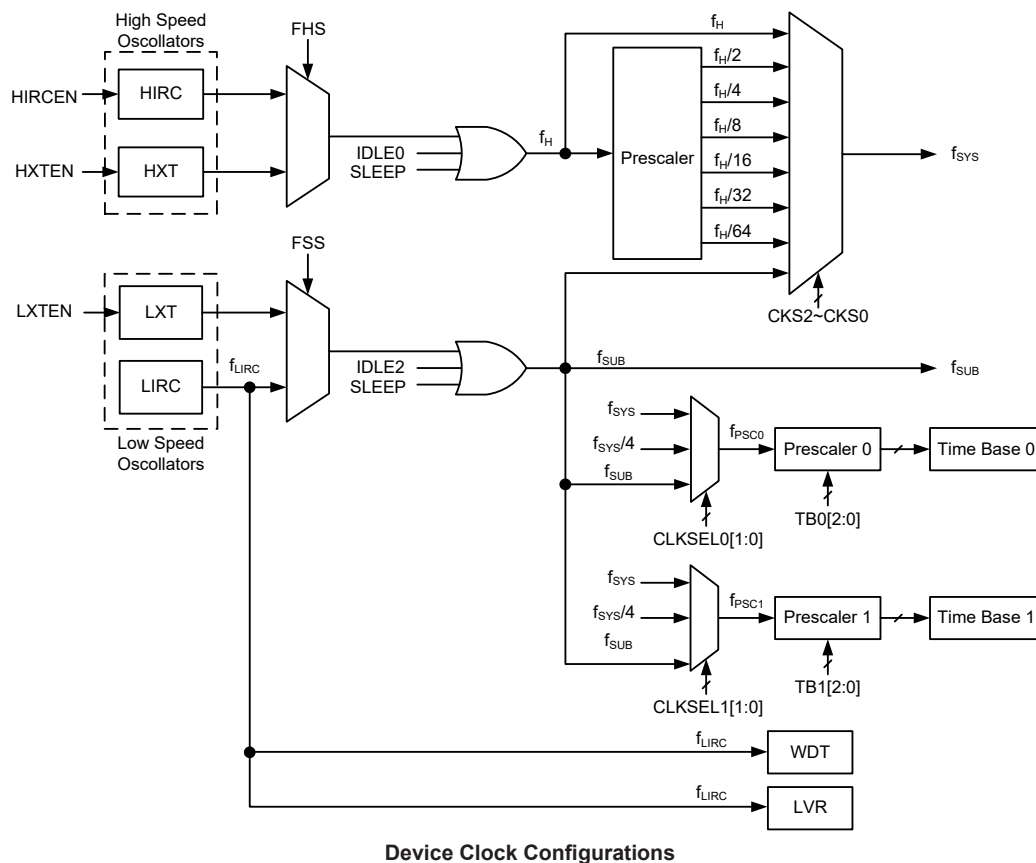 High Speed
Oscollators
FHS
HIRCEN
HIRC
HXTEN
HXT
IDLE0
SLEEP
fH
fH
Prescaler
fH/2
fH/4
fH/8
fH/16
fH/32
fH/64
fSYS
CKS2~CKS0
FSS
LXTEN
LXT
LIRC
fLIRC
Low Speed
Oscollators
IDLE2
SLEEP
fSUB
fSUB
fSYS
fSYS/4
fSUB
fPSC0
Prescaler 0
Time Base 0
CLKSEL0[1:0]
TB0[2:0]
fSYS
fSYS/4
fSUB
fPSC1
Prescaler 1
Time Base 1
CLKSEL1[1:0]
TB1[2:0]
fLIRC
WDT
fLIRC
LVR
Device Clock Configurations